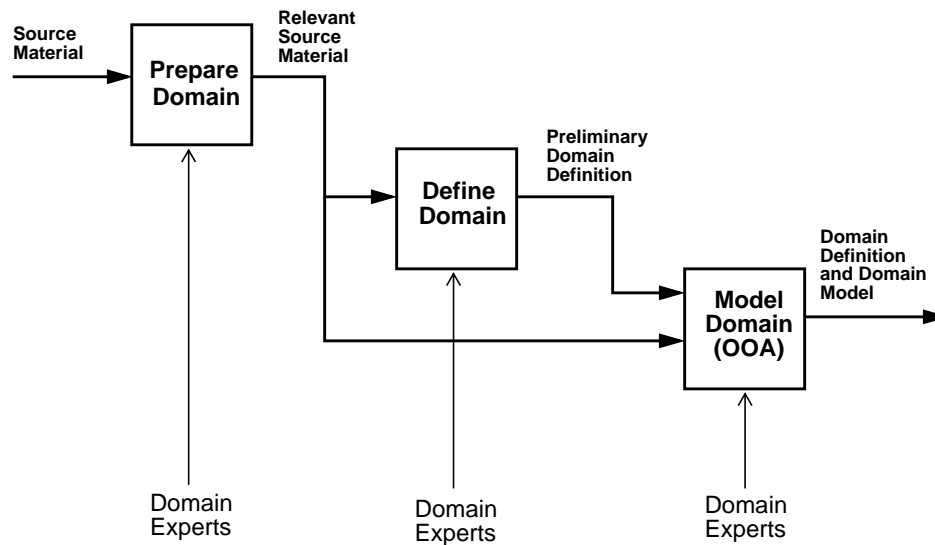 Source
Material
Prepare
Domain
Relevant
Source
Material
Define
Domain
Preliminary
Domain
Definition
Model
Domain
(OOA)
Domain
Definition
and Domain
Model
Domain
Experts
Domain
Experts
Domain
Experts